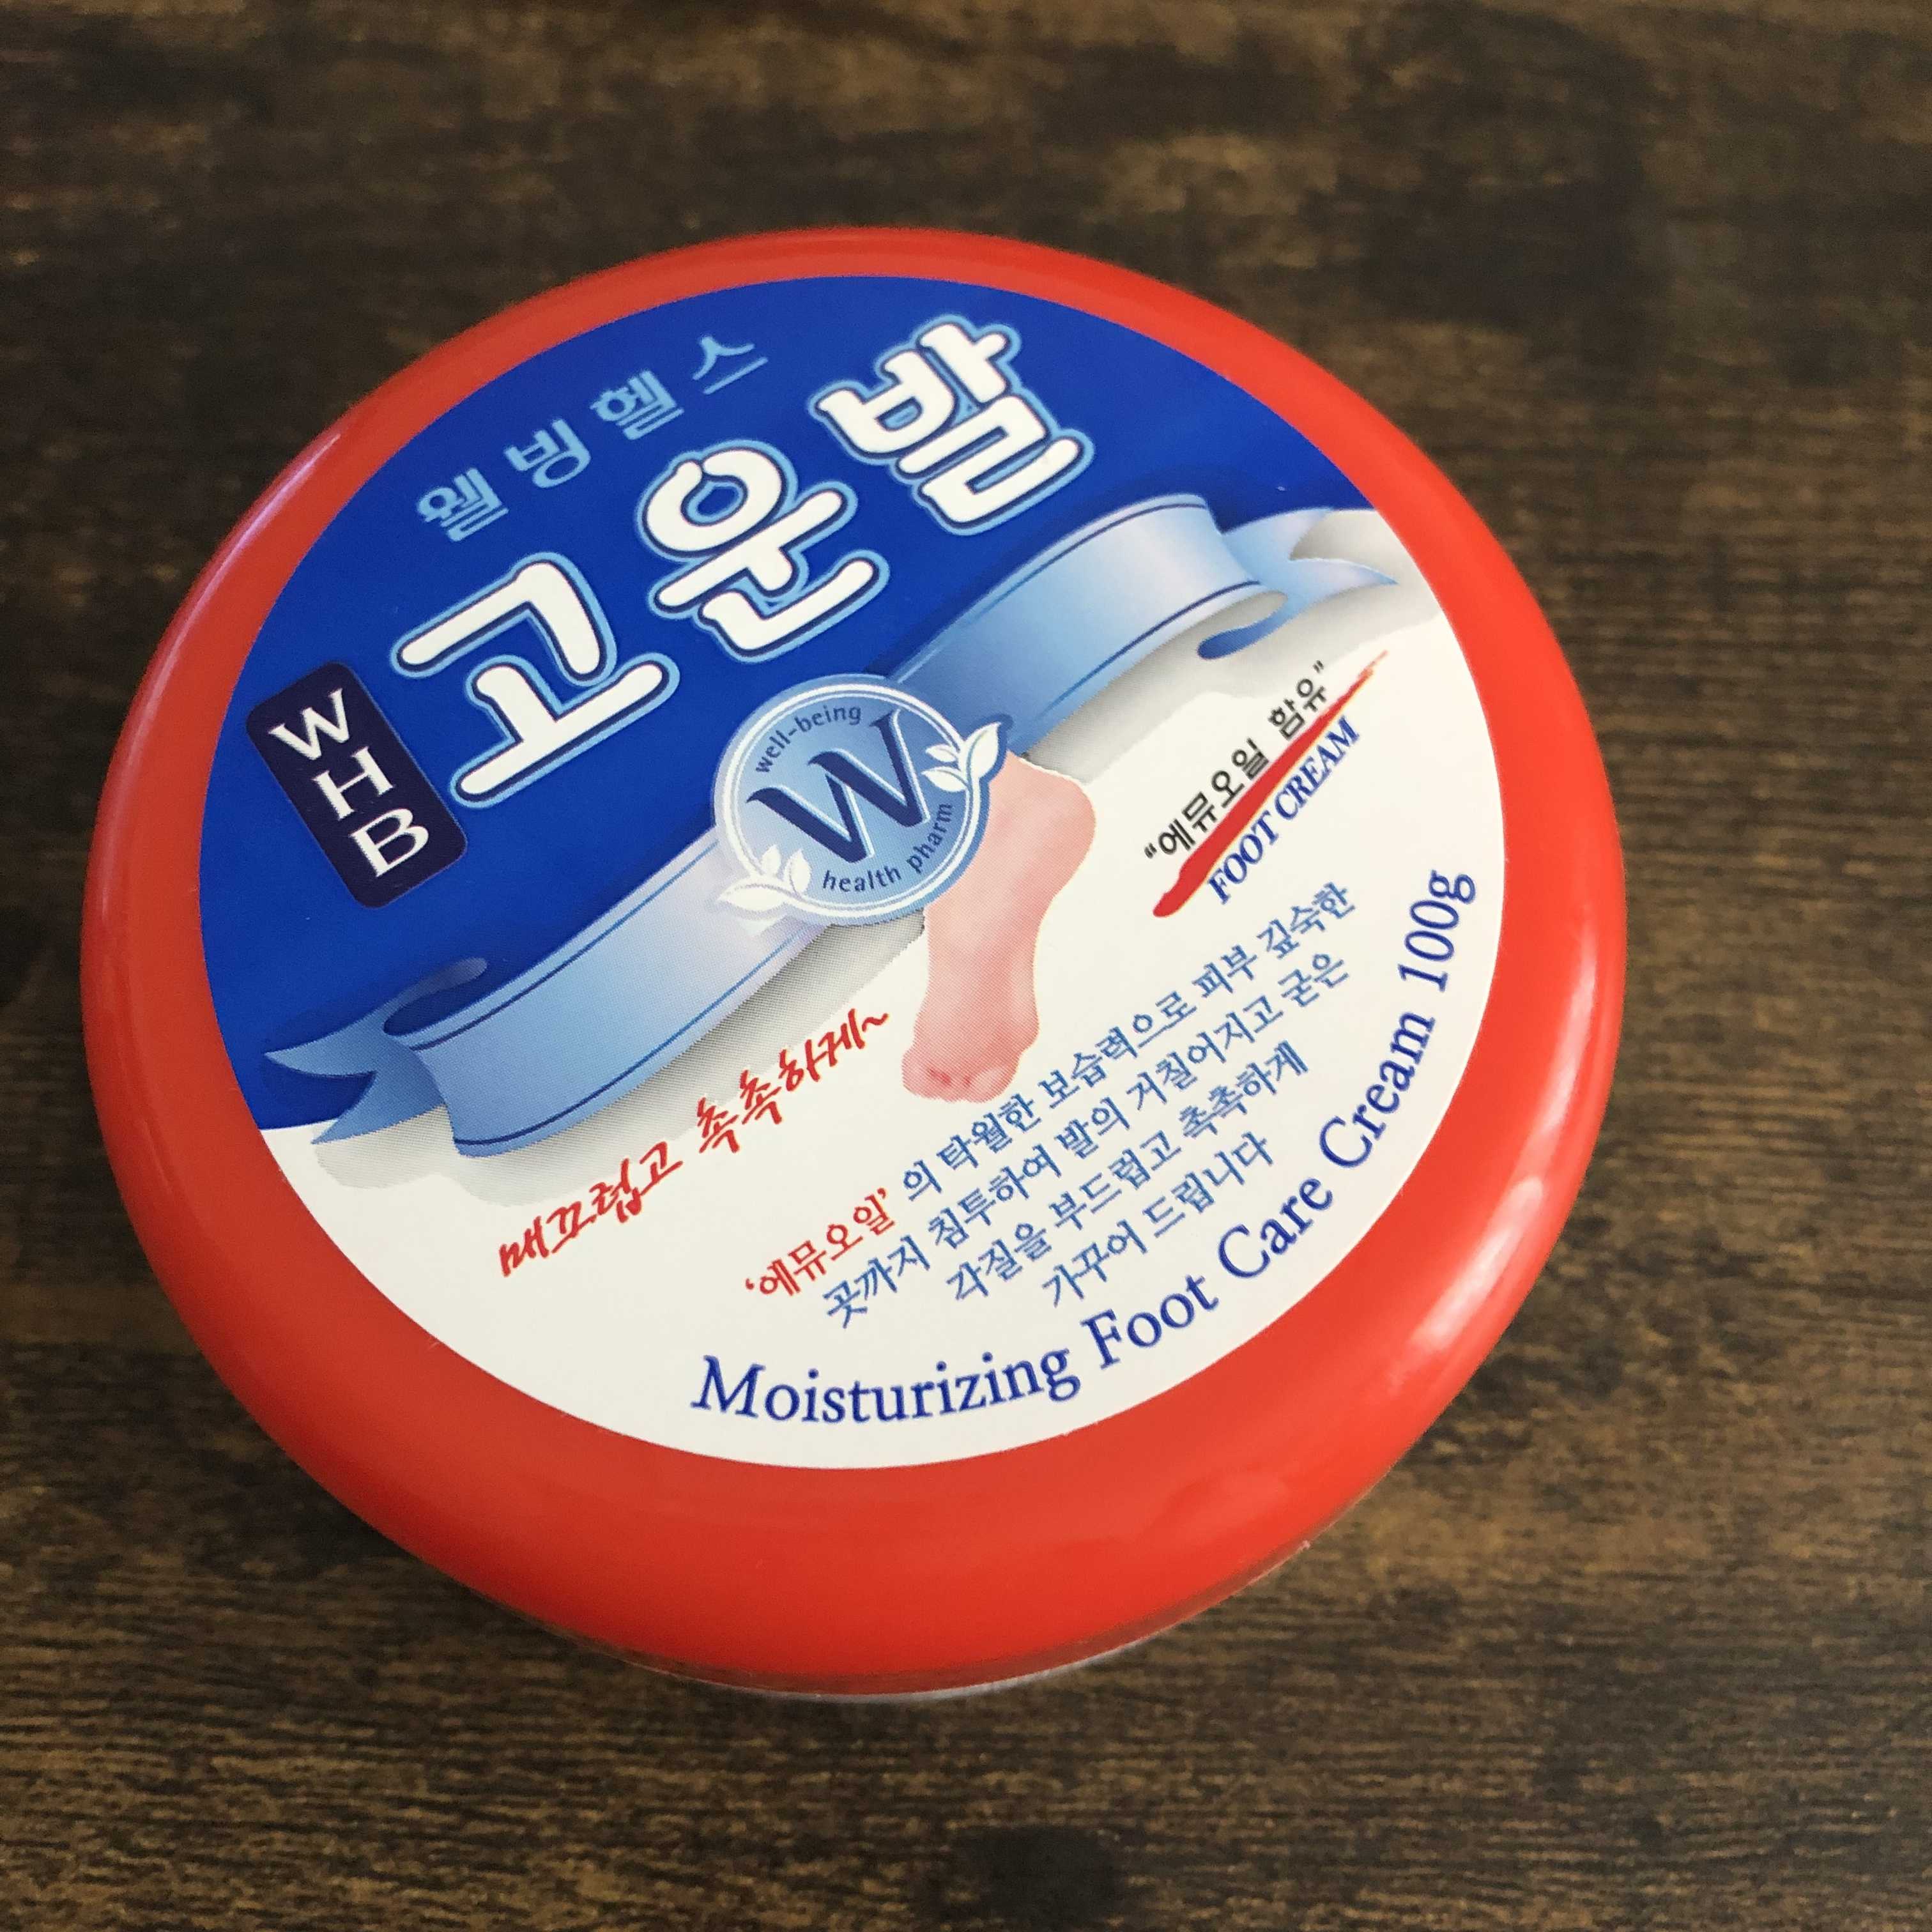 웰빙헬스
고운발
WHB
well-being
W
health pharm
"에뮤오일 함유"
FOOT CREAM
매끄럽고 촉촉하게~
'에뮤오일' 의 탁월한 보습력으로 피부 깊숙한
곳까지 침투하여 발의 거칠어지고 굳은
각질을 부드럽고 촉촉하게
가꾸어 드립니다
Moisturizing Foot Care Cream 100g